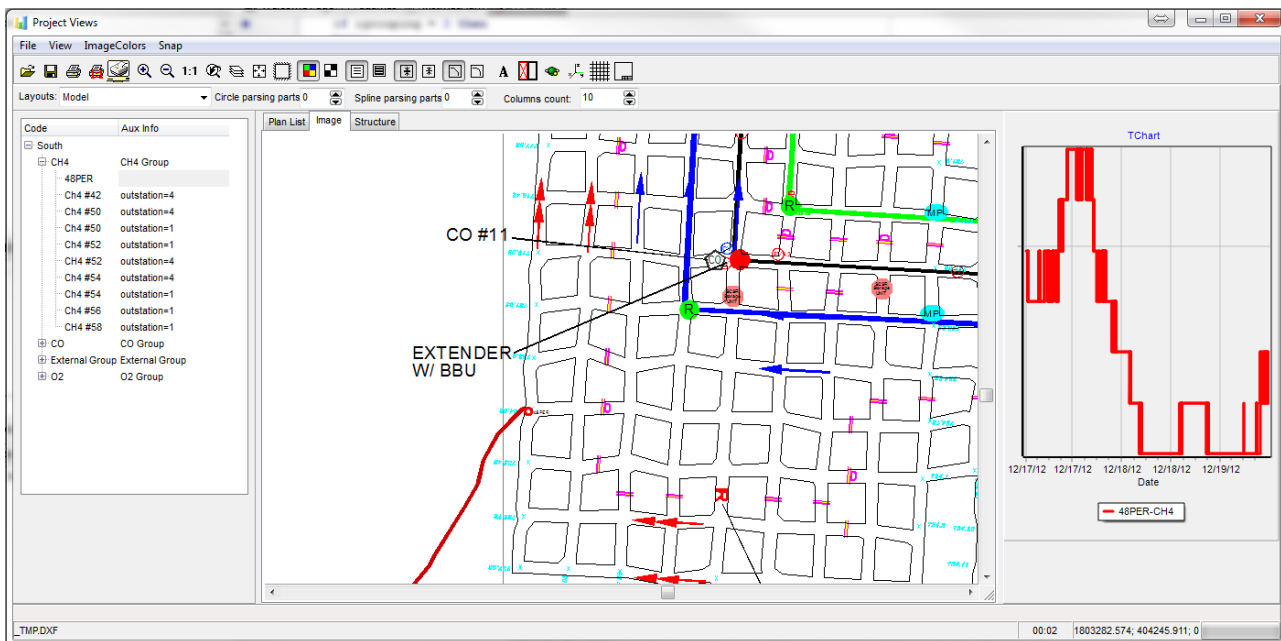 Project Views
File View ImageColors Snap
1:1
A
Layouts: Model Circle parsing parts 0 Spline parsing parts 0 Columns count: 10
Code Aux Info
South
CH4 CH4 Group
48PER
Ch4 #42 outstation=4
Ch4 #50 outstation=4
Ch4 #50 outstation=1
Ch4 #52 outstation=1
CH4 #52 outstation=4
Ch4 #54 outstation=4
Ch4 #54 outstation=1
Ch4 #56 outstation=1
CH4 #58 outstation=1
CO CO Group
External Group External Group
O2 O2 Group
Plan List Image Structure
R
MP
CO #11
CO
R
MP
EXTENDER
W/ BBU
48PER
R
TChart
12/17/12 12/17/12 12/18/12 12/18/12 12/19/12
Date
48PER-CH4
_TMP.DXF 00:02 1803282.574; 404245.911; 0